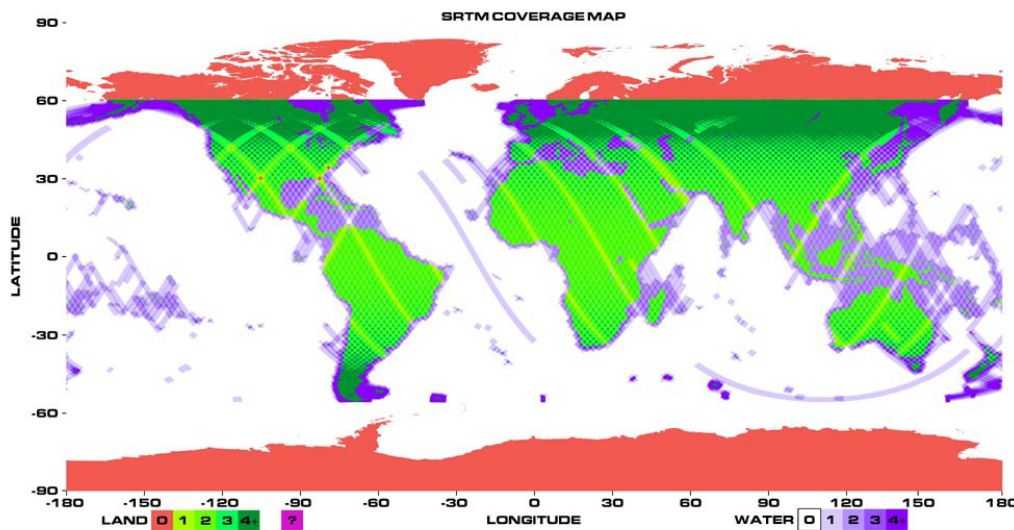 SRTM COVERAGE MAP
90
60
30
0
-30
-60
-90
LATITUDE
-180 -150 -120 -90 -60 -30 0 30 60 90 120 150 180
LAND 0 1 2 3 4+ ? LONGITUDE WATER 0 1 2 3 4+